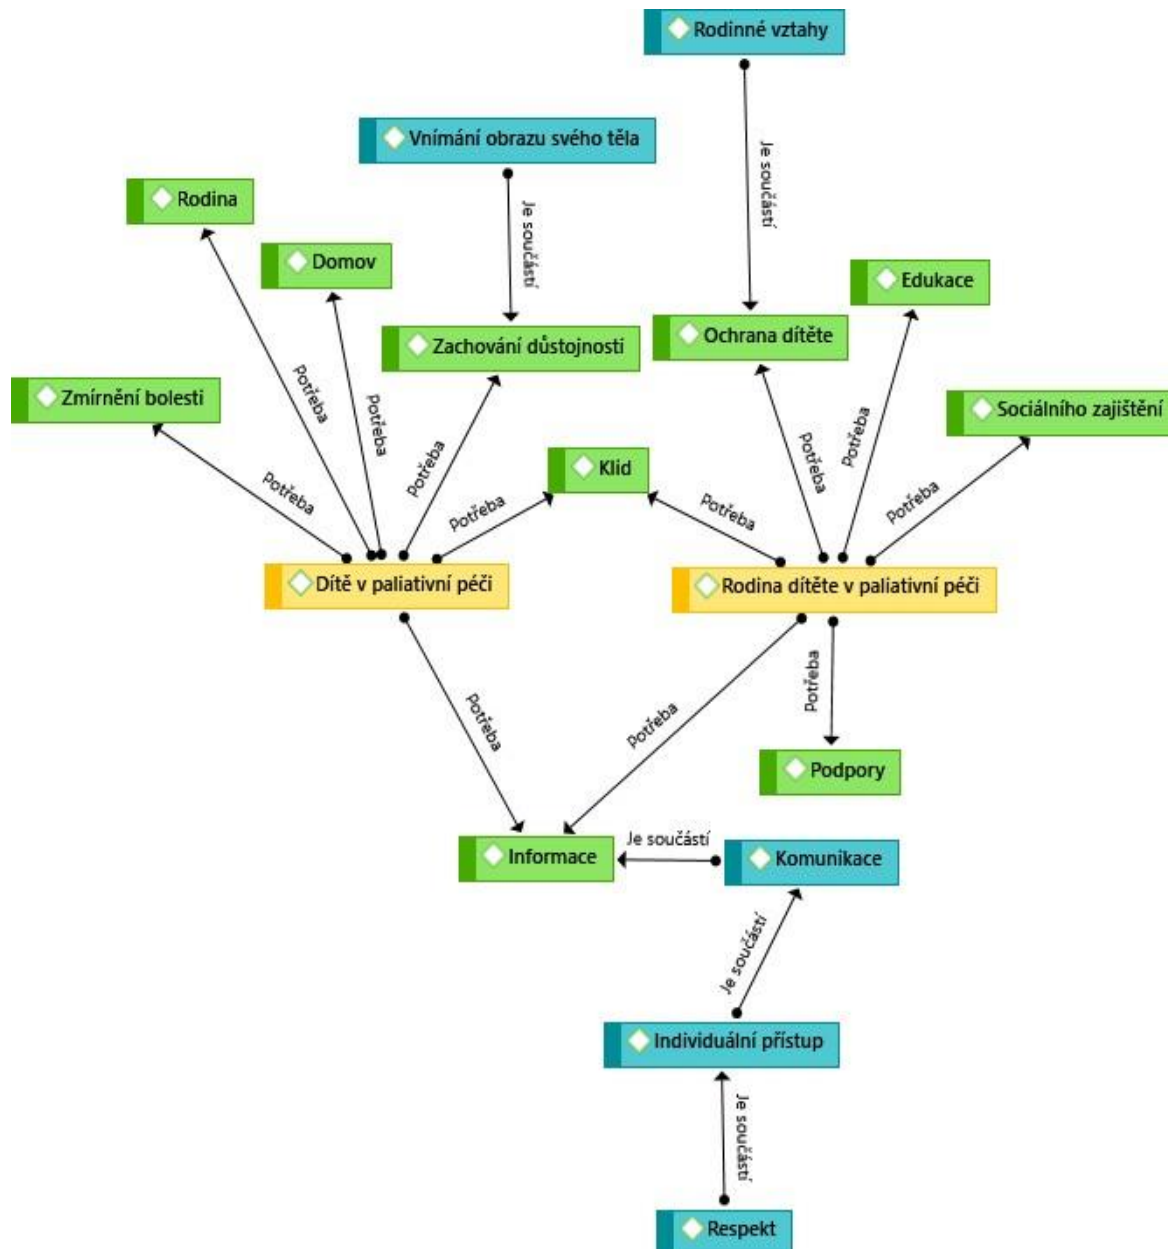 Rodinné vztahy
Je součástí
Vnímání obrazu svého těla
Je součástí
Rodina
Domov
Edukace
Zachování důstojnosti
Ochrana dítěte
Zmírnění bolesti
Sociálního zajištění
Klid
Potřeba
Potřeba
Potřeba
Potřeba
Potřeba
Potřeba
Potřeba
Potřeba
Potřeba
Dítě v paliativní péči
Rodina dítěte v paliativní péči
Potřeba
Potřeba
Potřeba
Podpory
Informace
Je součástí
Komunikace
Je součástí
Individuální přístup
Je součástí
Respekt